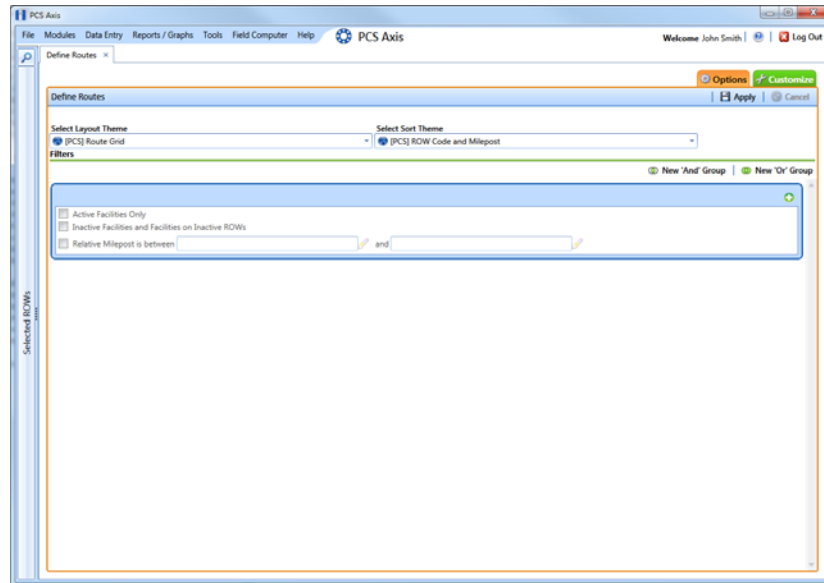 PCS Axis
File Modules Data Entry Reports / Graphs Tools Field Computer Help PCS Axis Welcome John Smith | | Log Out
Define Routes ×
Options Customize
Define Routes | Apply | Cancel
Select Layout Theme Select Sort Theme
[PCS] Route Grid [PCS] ROW Code and Milepost
Filters
New 'And' Group | New 'Or' Group
Active Facilities Only
Inactive Facilities and Facilities on Inactive ROWs
Relative Milepost is between and
Selected ROWs